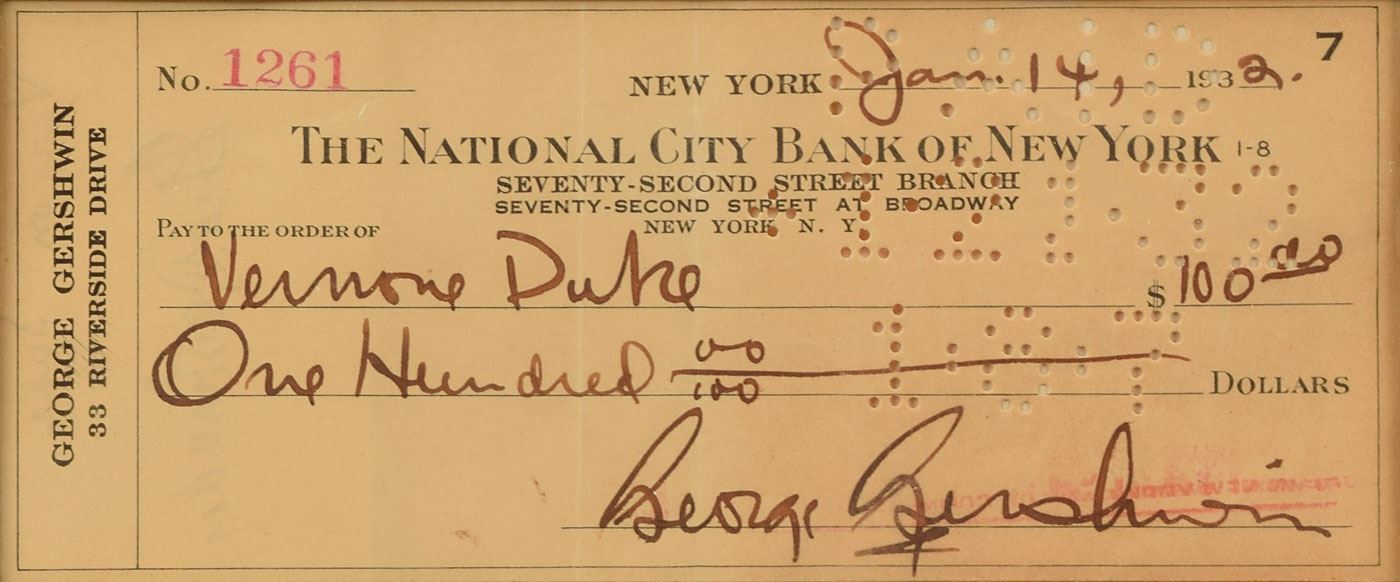 7
No. 1261
NEW YORK Jan. 14, 1932.
THE NATIONAL CITY BANK OF NEW YORK 1-8
SEVENTY-SECOND STREET BRANCH
SEVENTY-SECOND STREET AT BROADWAY
NEW YORK N. Y.
PAY TO THE ORDER OF
Vernone Duke $100 00
One Hundred 00/100 DOLLARS
George Gershwin
GEORGE GERSHWIN
33 RIVERSIDE DRIVE